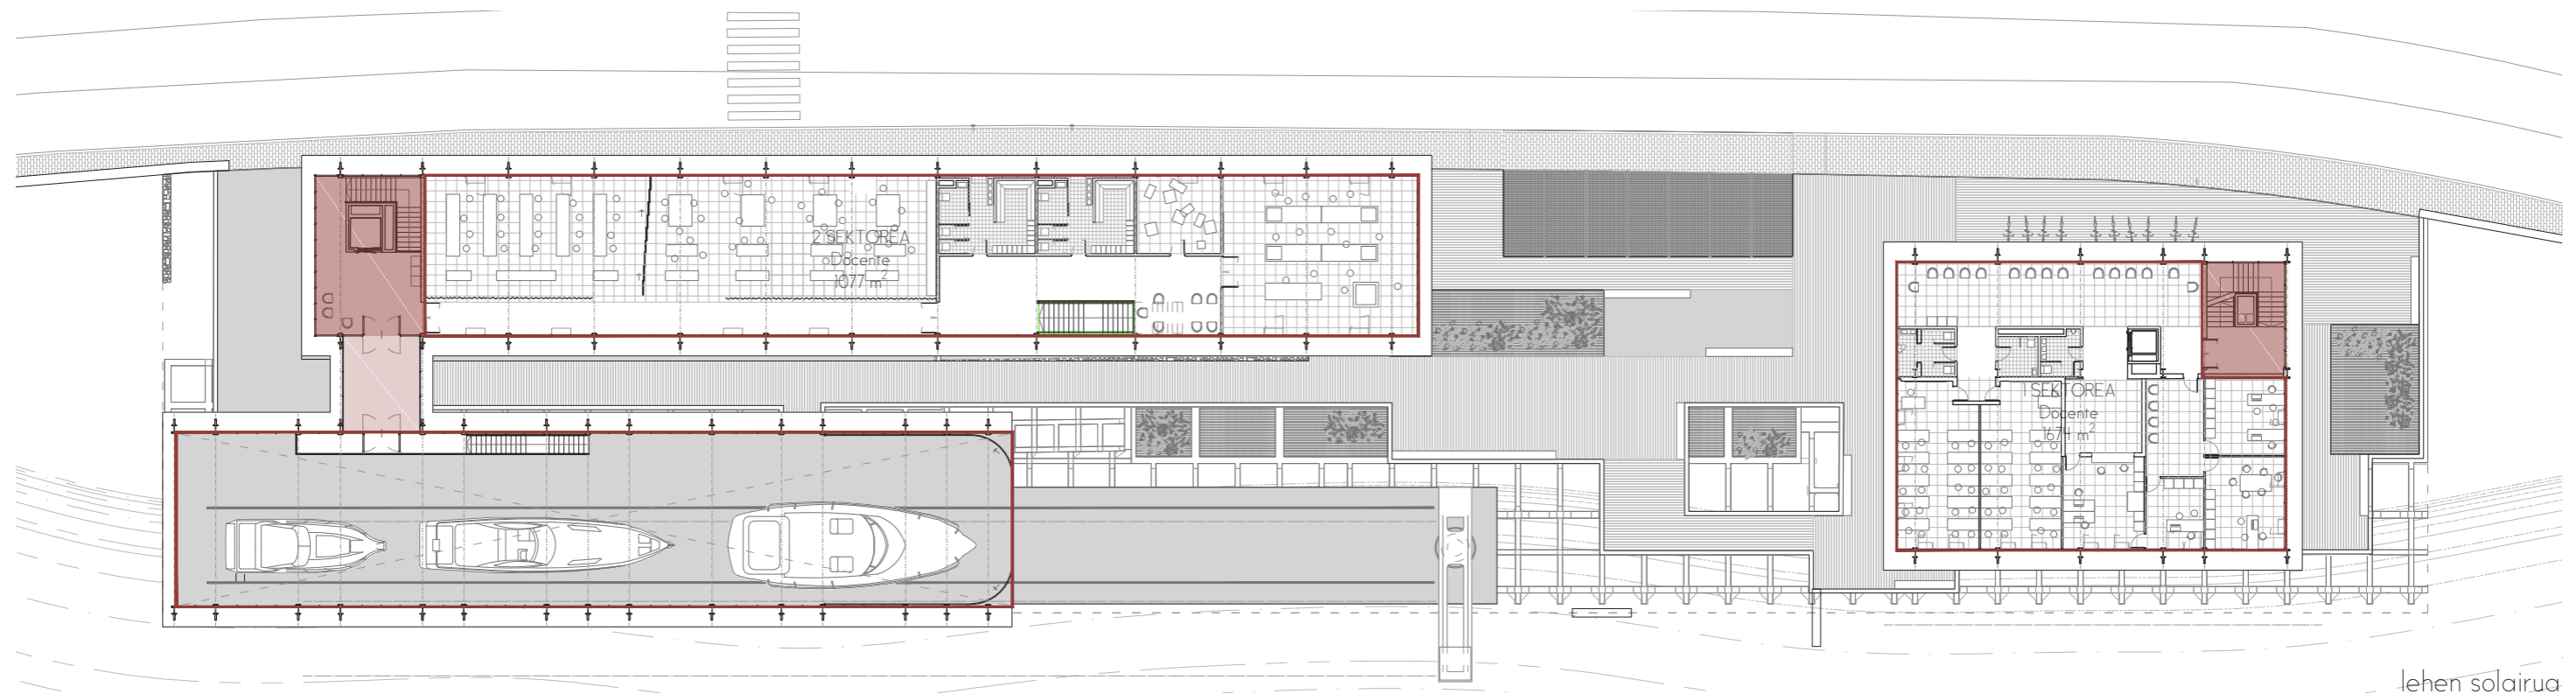 2 SEKTOREA
Docente
1077 m²
1 SEKTOREA
Docente
1674 m²
lehen solairua